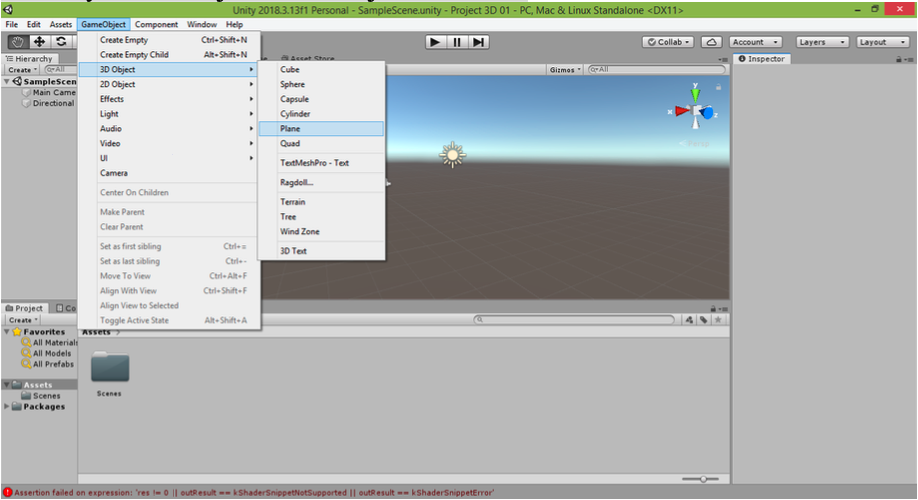 Unity 2018.3.13f1 Personal - SampleScene.unity - Project 3D 01 - PC, Mac & Linux Standalone <DX11>
File Edit Assets GameObject Component Window Help
Collab Account Layers Layout
Hierarchy
Create All
SampleScen
Main Came
Directional
Create Empty Ctrl+Shift+N
Create Empty Child Alt+Shift+N
3D Object
2D Object
Effects
Light
Audio
Video
UI
Camera
Center On Children
Make Parent
Clear Parent
Set as first sibling Ctrl+=
Set as last sibling Ctrl+-
Move To View Ctrl+Alt+F
Align With View Ctrl+Shift+F
Align View to Selected
Toggle Active State Alt+Shift+A
Asset Store
Cube
Sphere
Capsule
Cylinder
Plane
Quad
TextMeshPro - Text
Ragdoll...
Terrain
Tree
Wind Zone
3D Text
Gizmos All
y
x z
Persp
Inspector
Project Co
Create
Favorites
All Materials
All Models
All Prefabs
Assets
Scenes
Packages
Assets
Scenes
Assertion failed on expression: 'res != 0 || outResult == kShaderSnippetNotSupported || outResult == kShaderSnippetError'